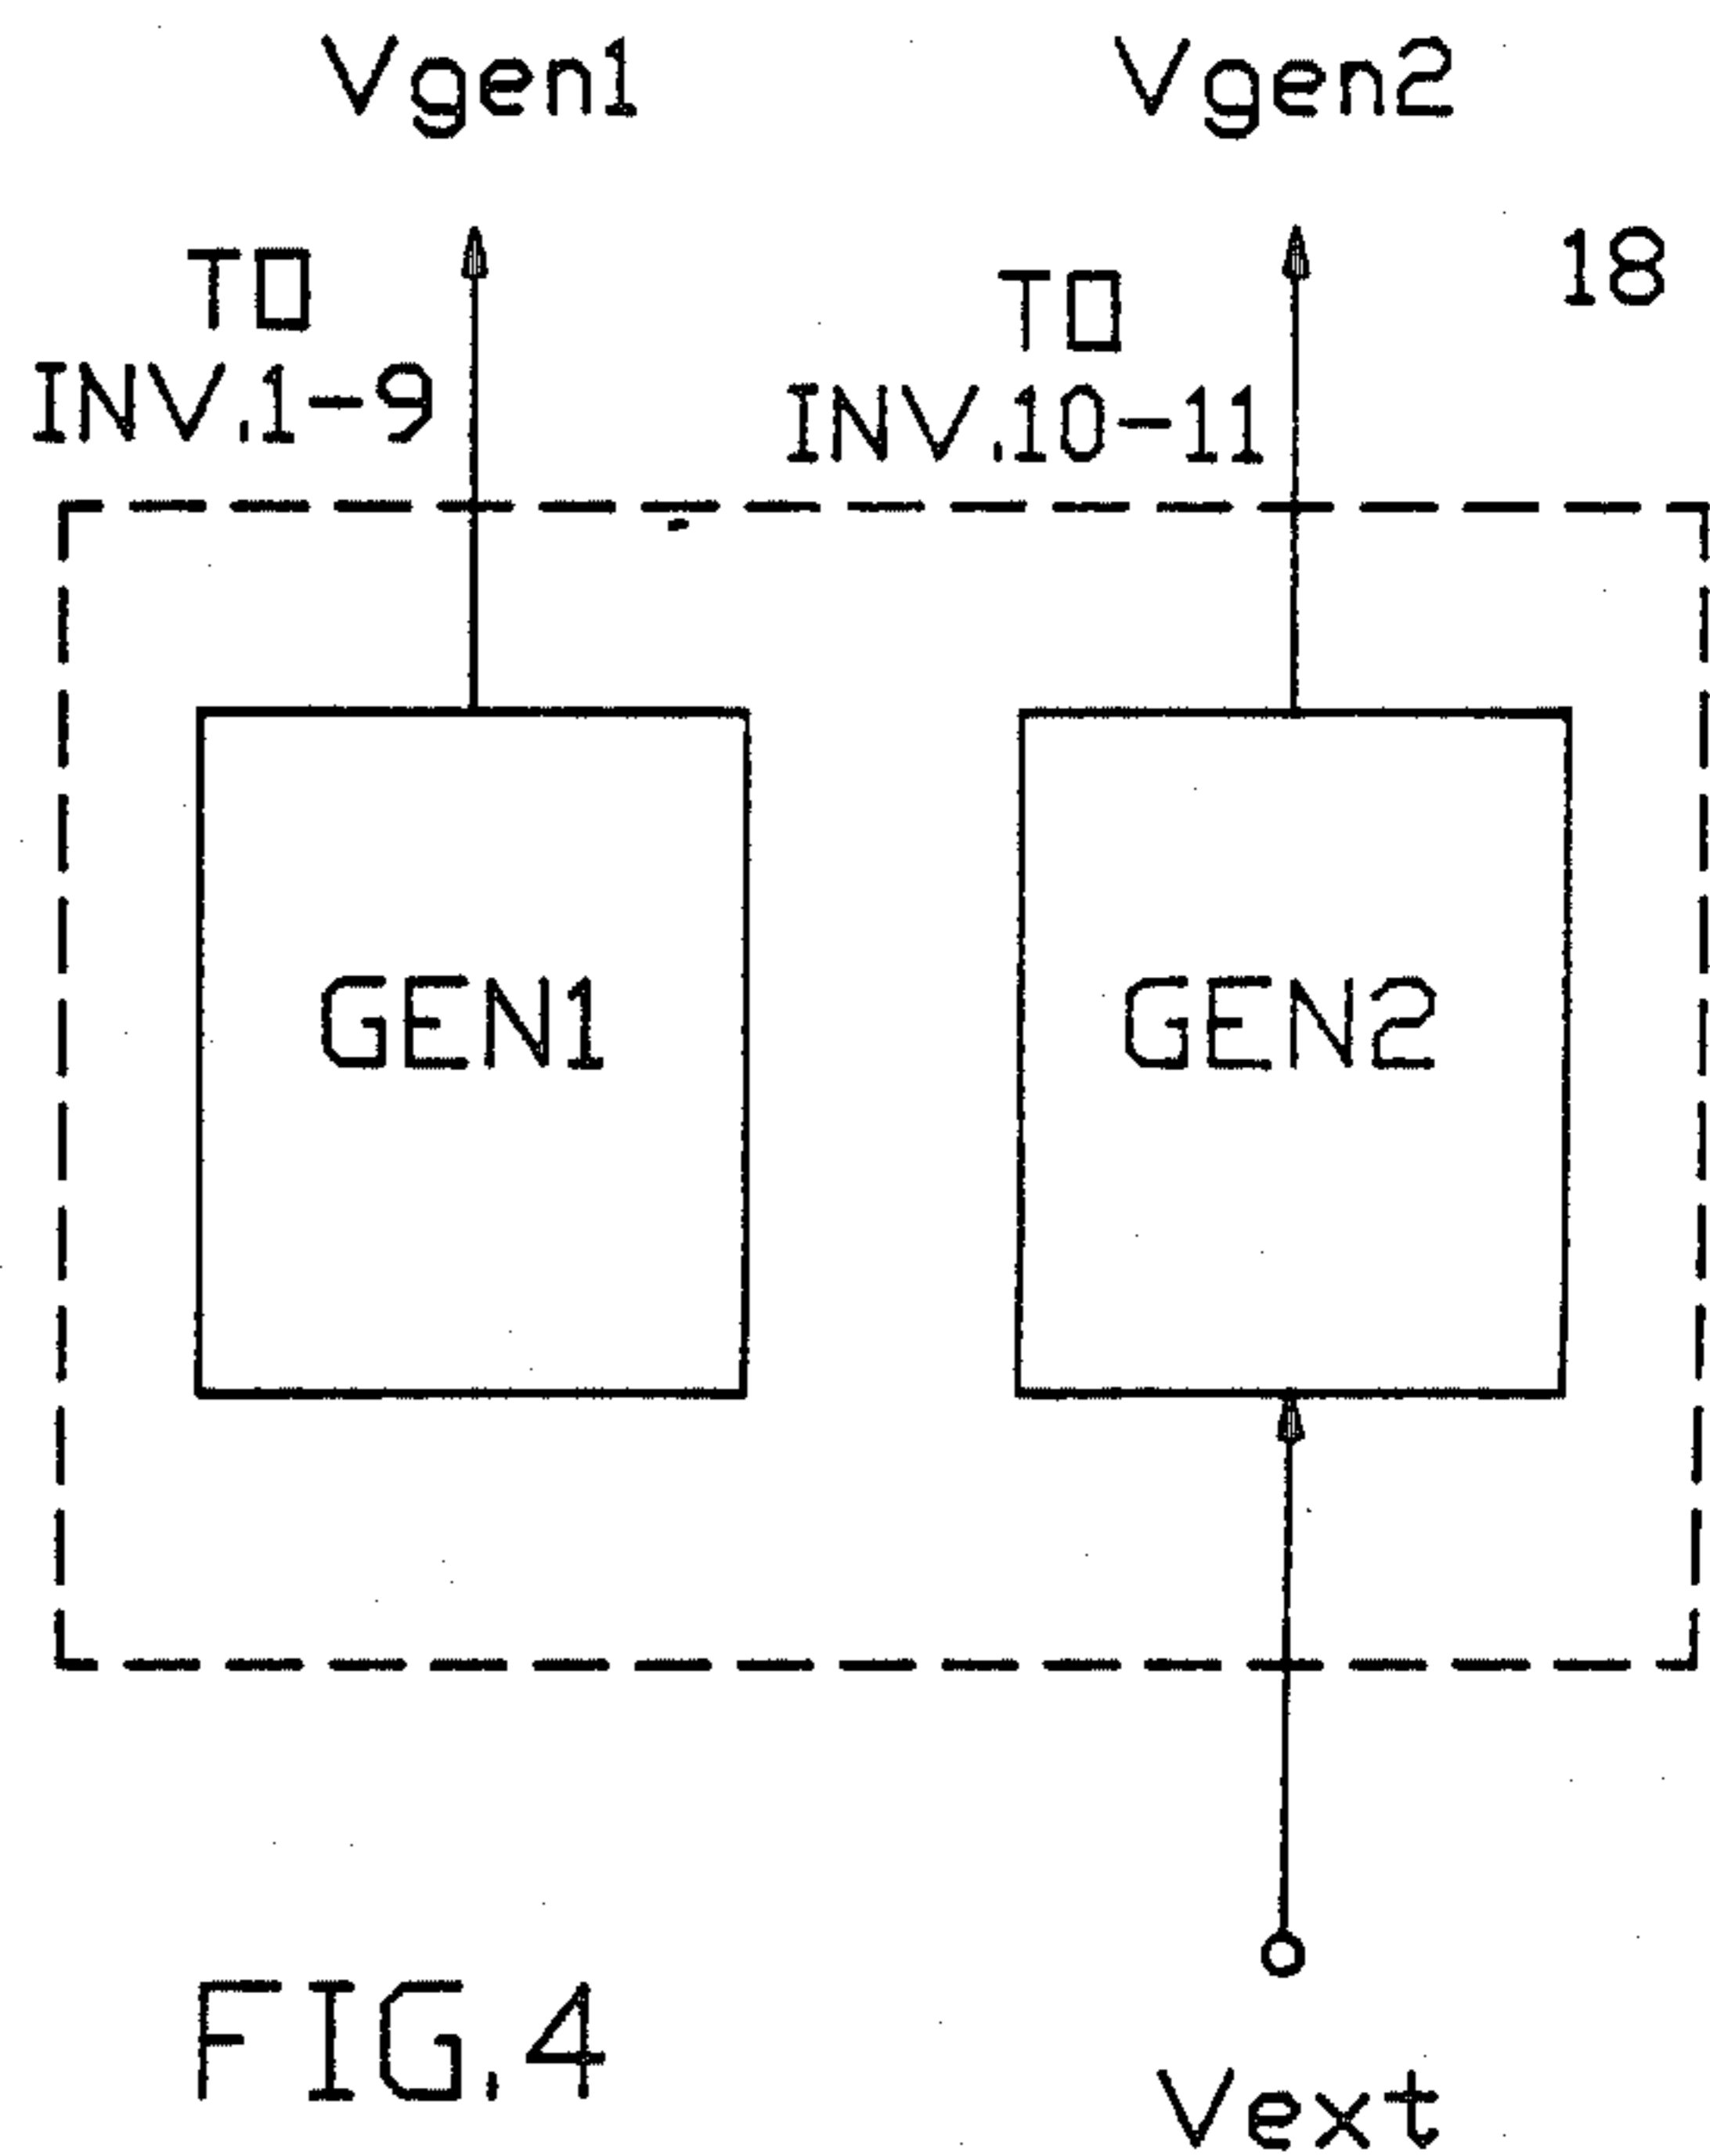 Vgen1
Vgen2
TO
INV.1-9
TO
INV.10-11
18
GEN1
GEN2
FIG.4
Vext